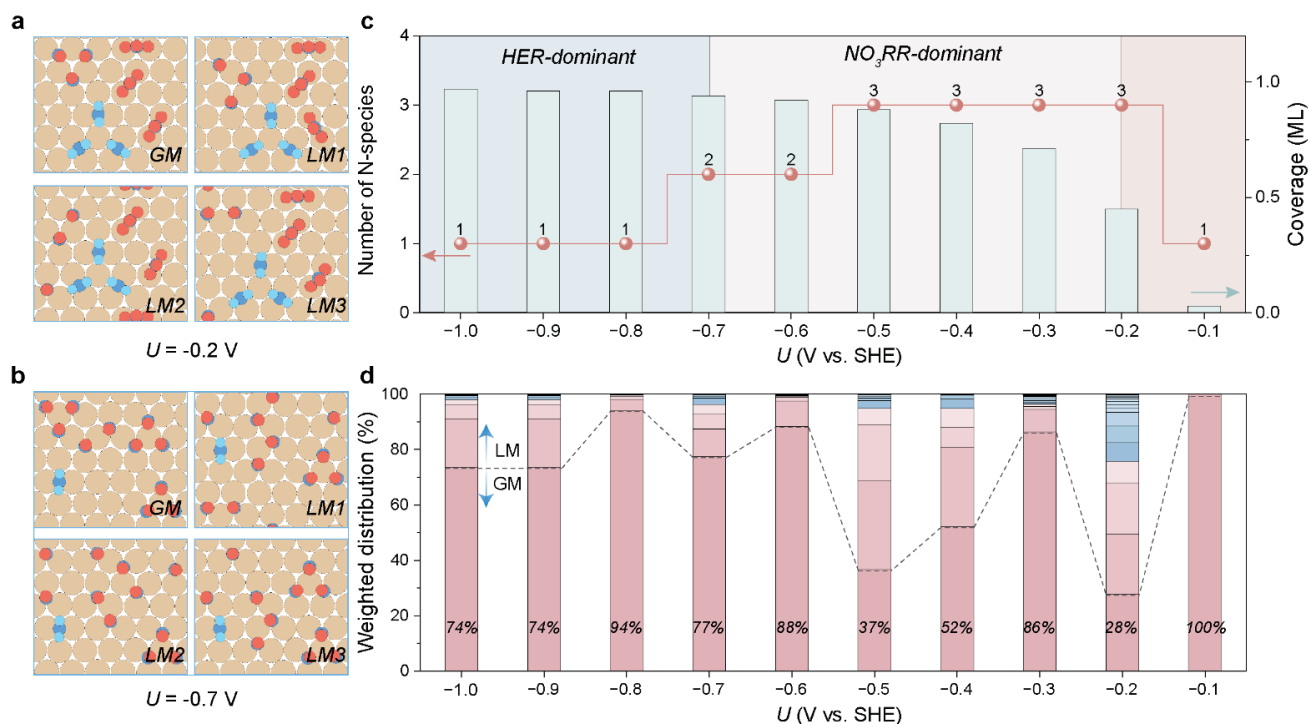 a
GM
LM1
LM2
LM3
U = -0.2 V
b
GM
LM1
LM2
LM3
U = -0.7 V
c
Number of N-species
4
3
2
1
0
HER-dominant
NO3RR-dominant
1 1 1 2 2 3 3 3 3 1
1.0
0.5
0.0
Coverage (ML)
−1.0 −0.9 −0.8 −0.7 −0.6 −0.5 −0.4 −0.3 −0.2 −0.1
U (V vs. SHE)
d
Weighted distribution (%)
100
80
60
40
20
0
LM
GM
74% 74% 94% 77% 88% 37% 52% 86% 28% 100%
−1.0 −0.9 −0.8 −0.7 −0.6 −0.5 −0.4 −0.3 −0.2 −0.1
U (V vs. SHE)